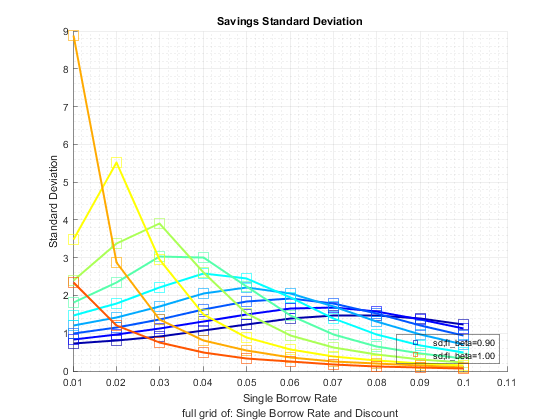 Savings Standard Deviation
9
8
7
6
5
4
3
2
1
0
Standard Deviation
sd:fl_beta=0.90
sd:fl_beta=1.00
0.01 0.02 0.03 0.04 0.05 0.06 0.07 0.08 0.09 0.1 0.11
Single Borrow Rate
full grid of: Single Borrow Rate and Discount